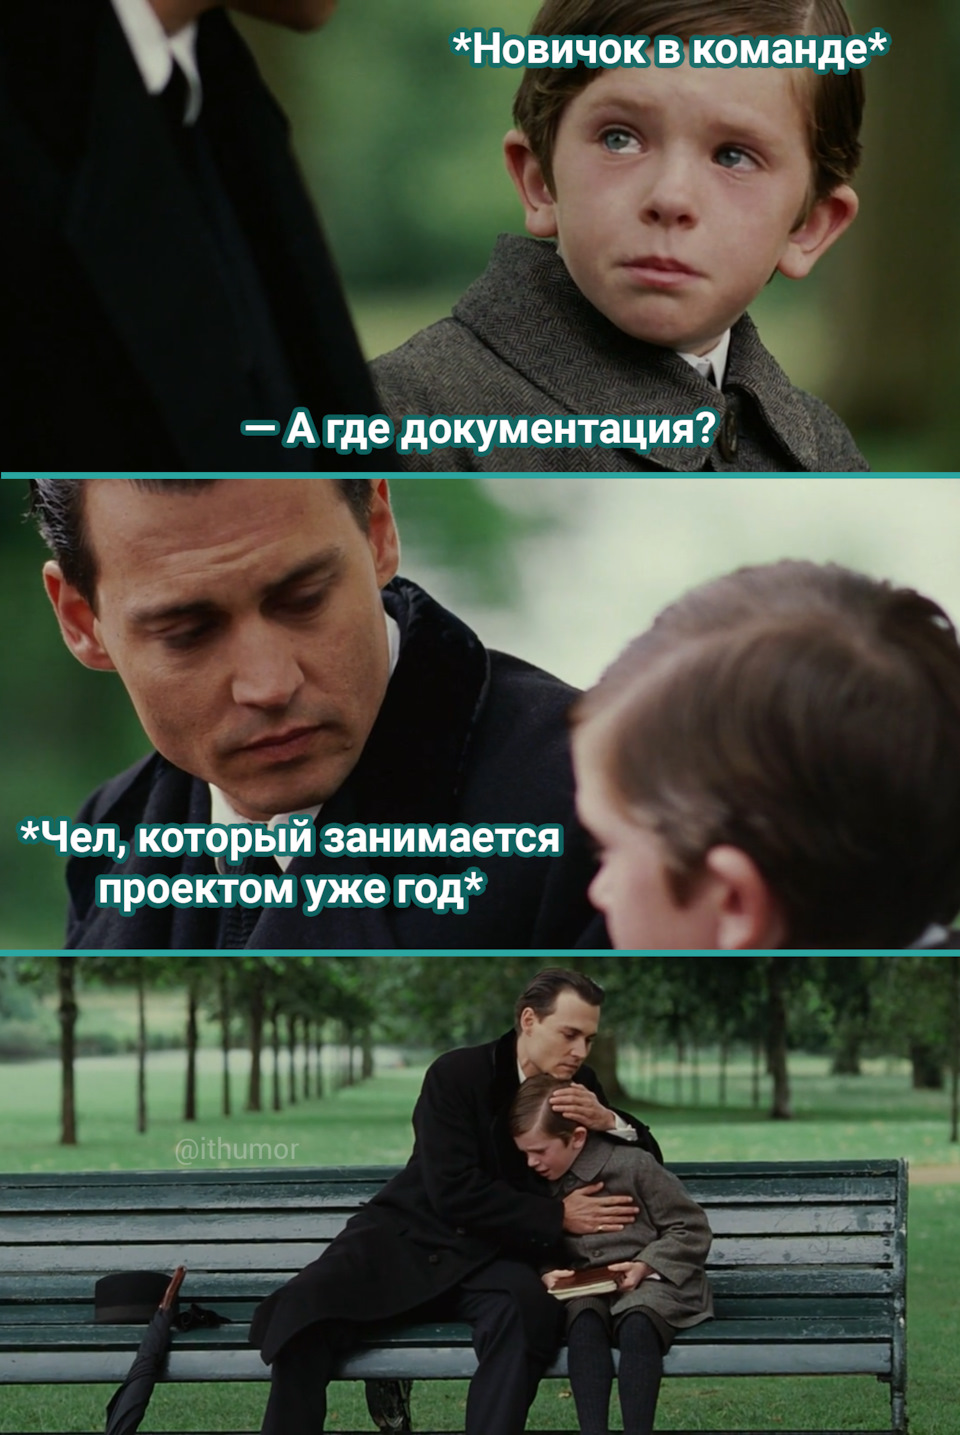 *Новичок в команде*
— А где документация?
*Чел, который занимается
проектом уже год*
@ithumor